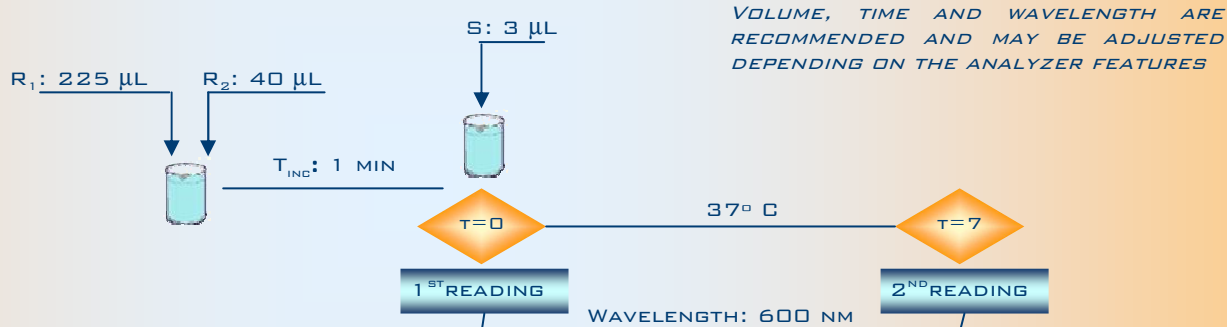 VOLUME, TIME AND WAVELENGTH ARE
RECOMMENDED AND MAY BE ADJUSTED
DEPENDING ON THE ANALYZER FEATURES
S: 3 µL
R₁: 225 µL
R₂: 40 µL
TINC: 1 MIN
37º C
T=0
T=7
1ST READING
2ND READING
WAVELENGTH: 600 NM